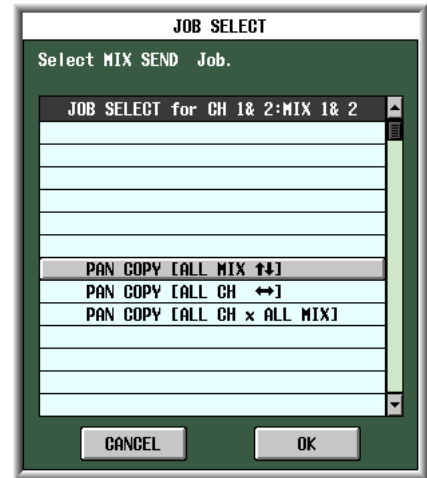 JOB SELECT
Select MIX SEND Job.
JOB SELECT for CH 1& 2:MIX 1& 2
PAN COPY [ALL MIX ↑↓]
PAN COPY [ALL CH ↔]
PAN COPY [ALL CH x ALL MIX]
CANCEL OK